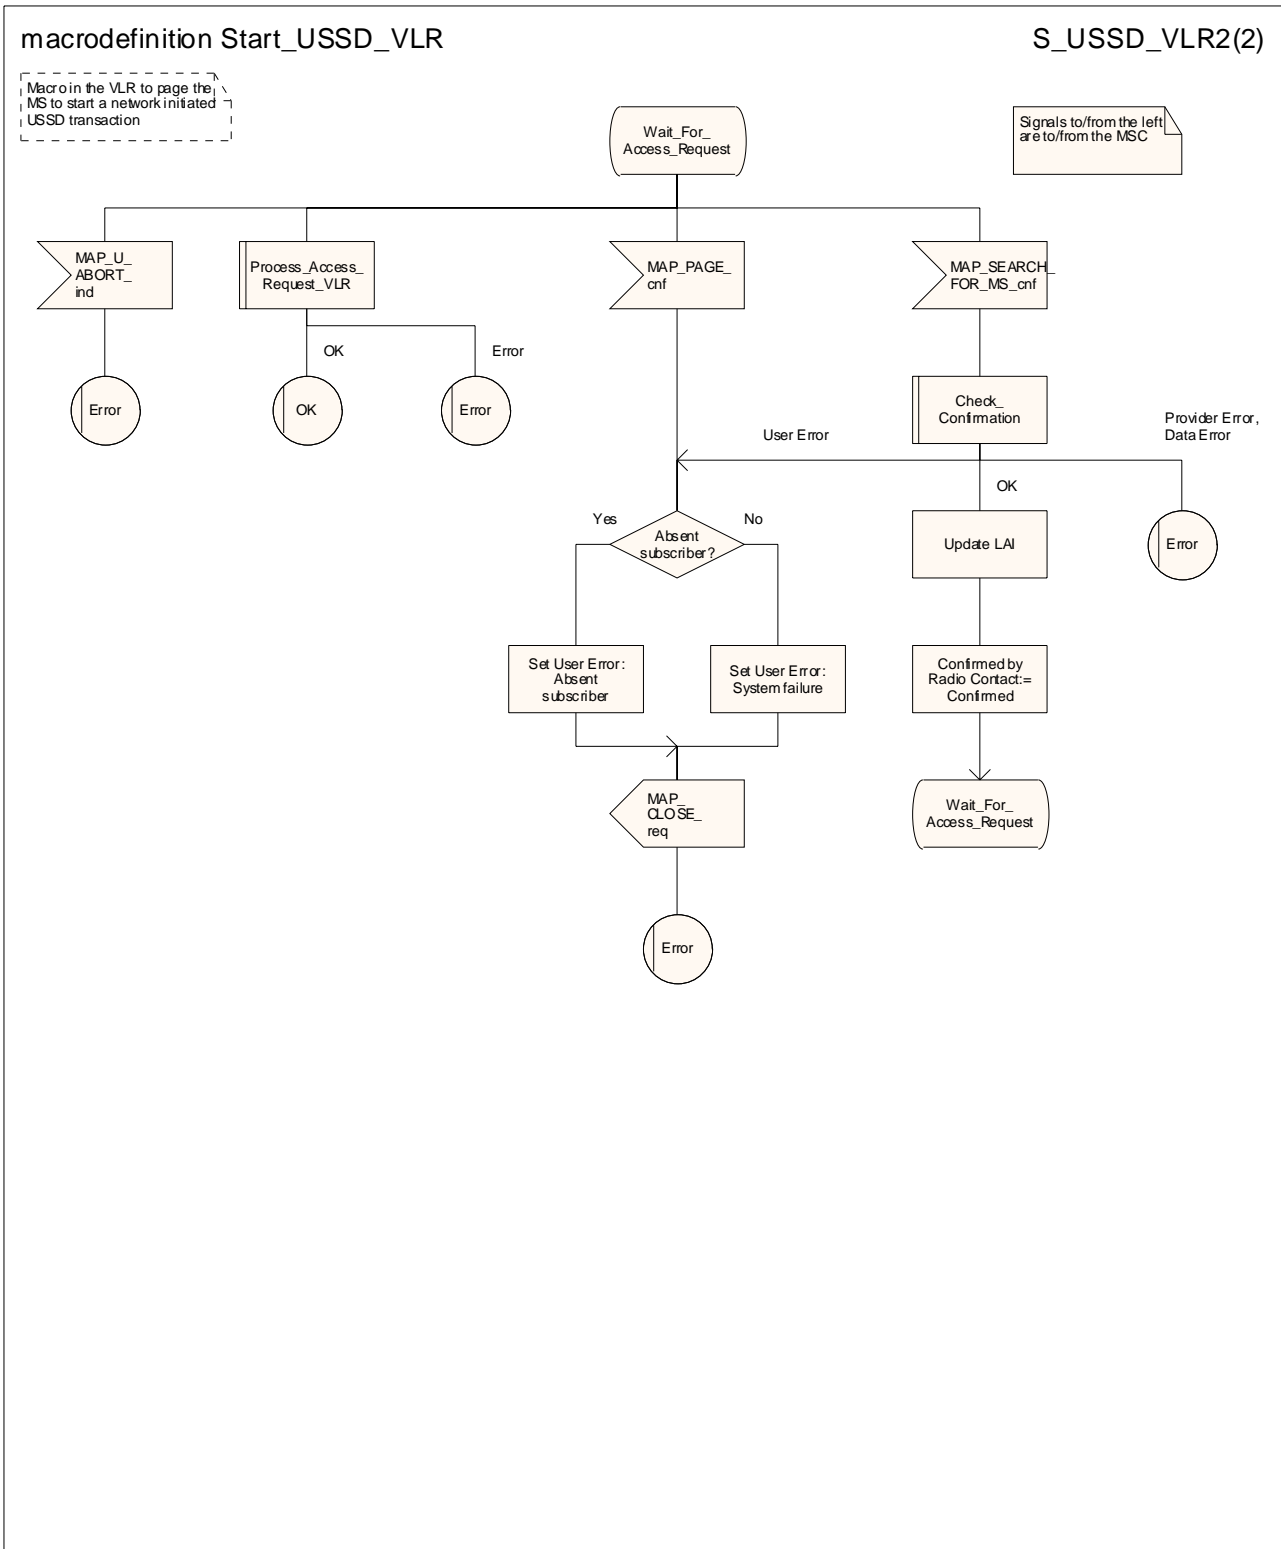 macrodefinition Start_USSD_VLR
S_USSD_VLR2(2)
Macro in the VLR to page the
MS to start a network initiated
USSD transaction
Wait_For_
Access_Request
Signals to/from the left
are to/from the MSC
MAP_U_
ABORT_
ind
Process_Access_
Request_VLR
MAP_PAGE_
cnf
MAP_SEARCH_
FOR_MS_cnf
OK
Error
Error
OK
Error
Check_
Confirmation
User Error
Provider Error,
Data Error
OK
Yes
No
Absent
subscriber?
Update LAI
Error
Set User Error:
Absent
subscriber
Set User Error:
System failure
Confirmed by
Radio Contact:=
Confirmed
MAP_
CLOSE_
req
Wait_For_
Access_Request
Error